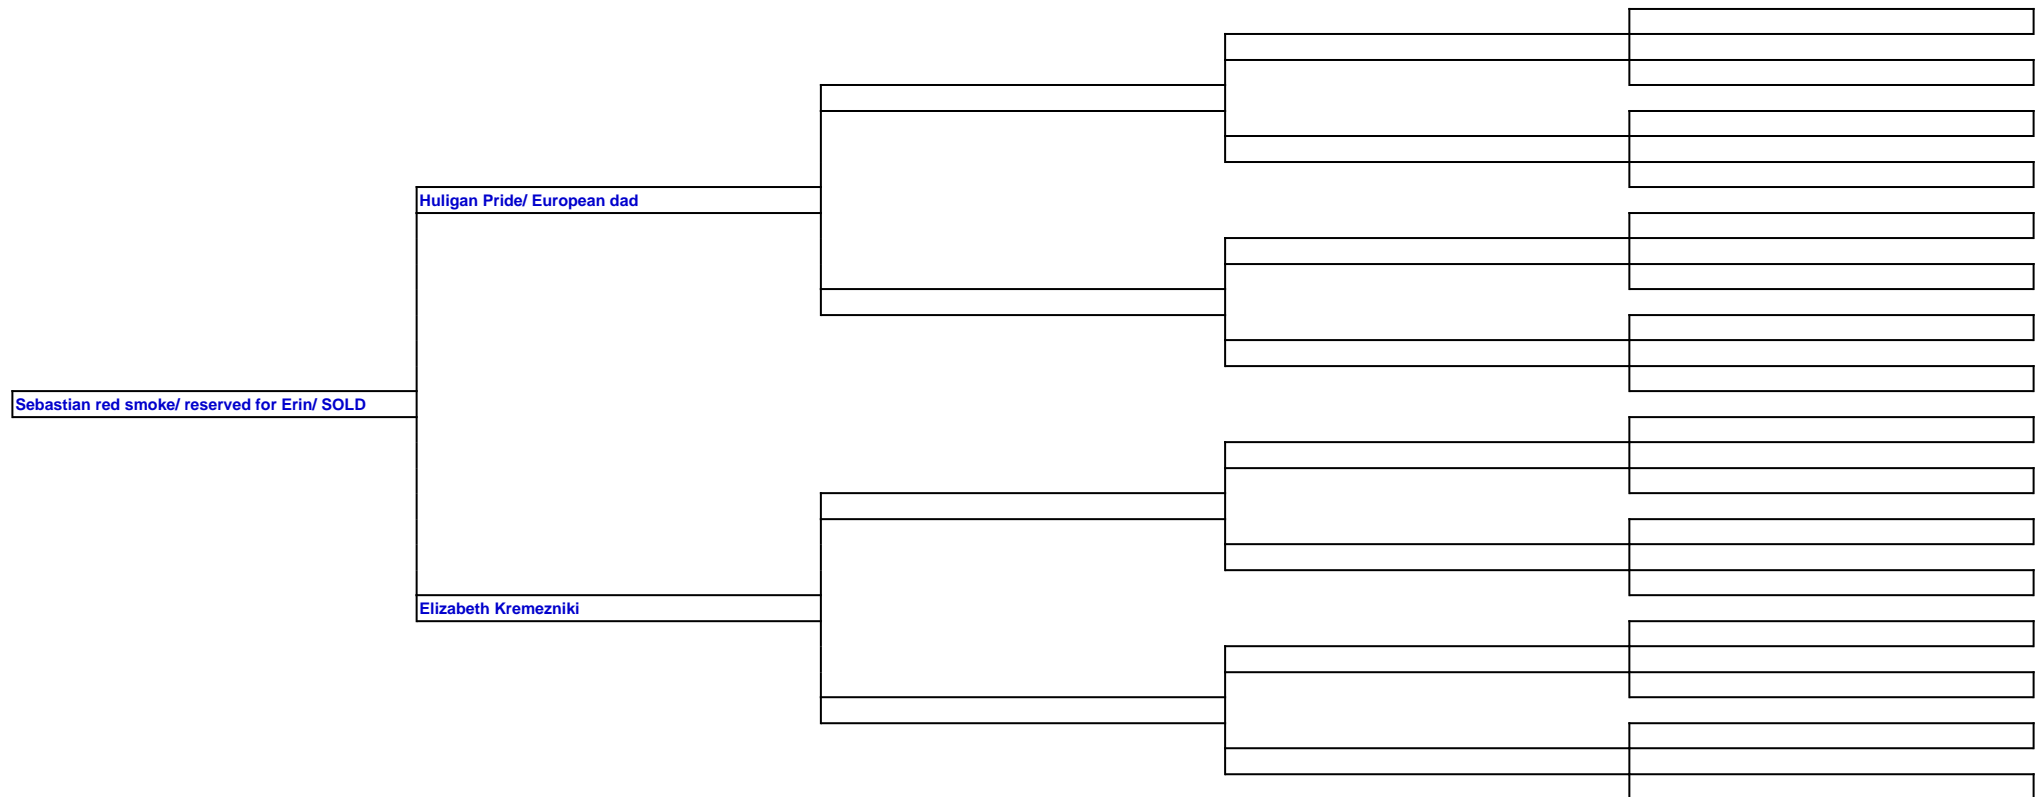 Huligan Pride/ European dad
Sebastian red smoke/ reserved for Erin/ SOLD
Elizabeth Kremezniki